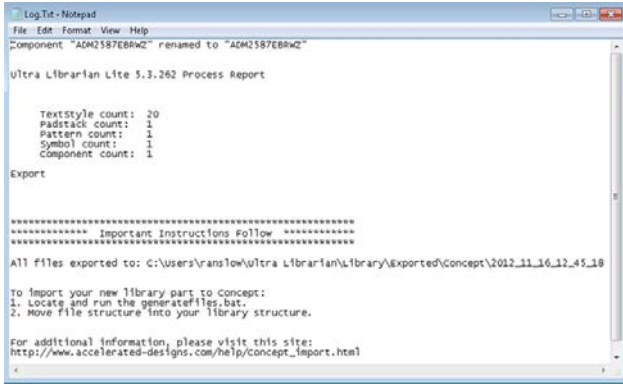 Log.Txt - Notepad
File Edit Format View Help
Component "ADM2587EBRWZ" renamed to "ADM2587EBRWZ"
Ultra Librarian Lite 5.3.262 Process Report
TextStyle count: 20
Padstack count: 1
Pattern count: 1
Symbol count: 1
Component count: 1
Export
***********************************************************
************* Important Instructions Follow ************
***********************************************************
All files exported to: C:\Users\ranslow\Ultra Librarian\Library\Exported\Concept\2012_11_16_12_45_18
To import your new library part to Concept:
1. Locate and run the generatefiles.bat.
2. Move file structure into your library structure.
For additional information, please visit this site:
http://www.accelerated-designs.com/help/Concept_import.html